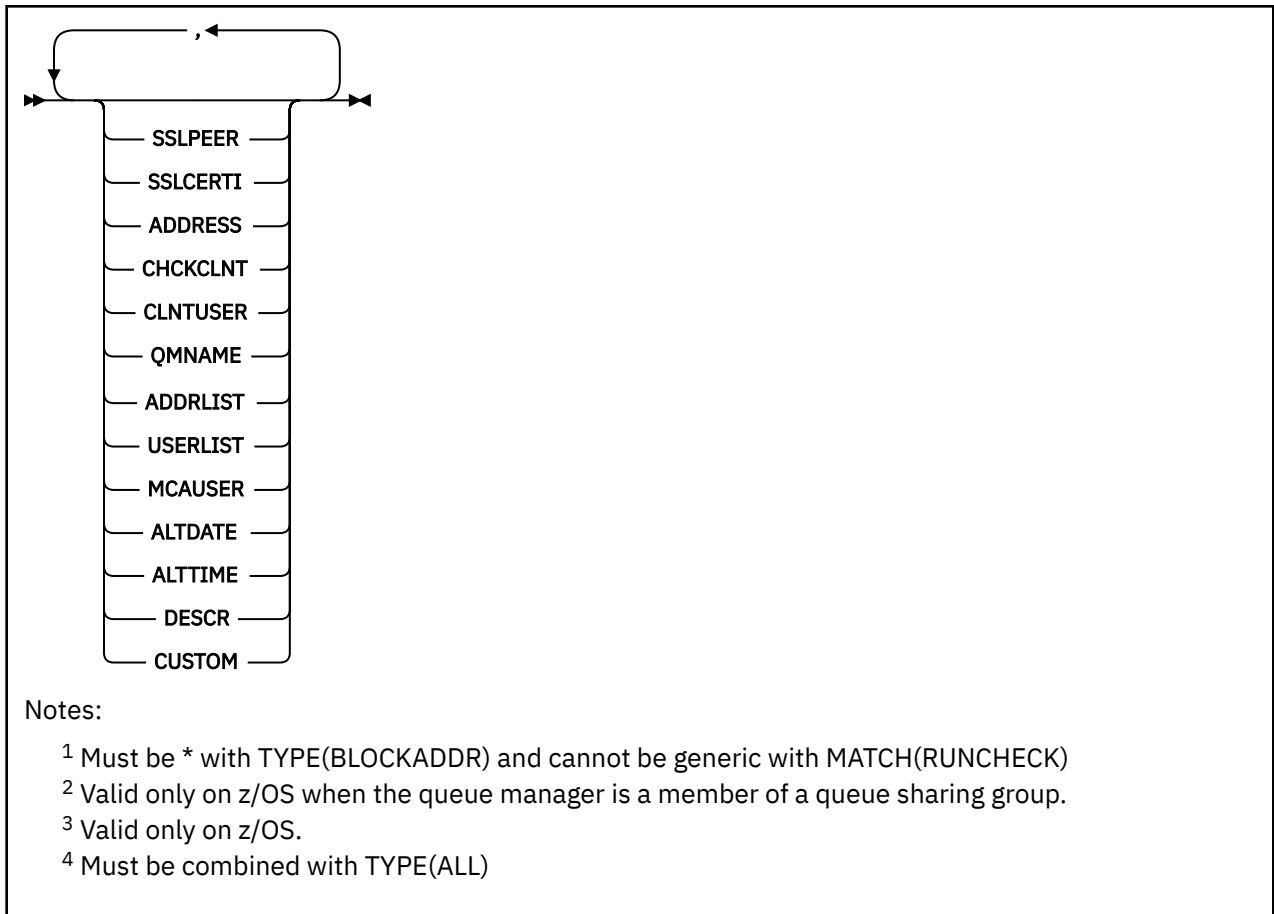 ,
SSLPEER
SSLCERTI
ADDRESS
CHCKCLNT
CLNTUSER
QMNAME
ADDRLIST
USERLIST
MCAUSER
ALTDATE
ALTTIME
DESCR
CUSTOM
Notes:
1 Must be * with TYPE(BLOCKADDR) and cannot be generic with MATCH(RUNCHECK)
2 Valid only on z/OS when the queue manager is a member of a queue sharing group.
3 Valid only on z/OS.
4 Must be combined with TYPE(ALL)